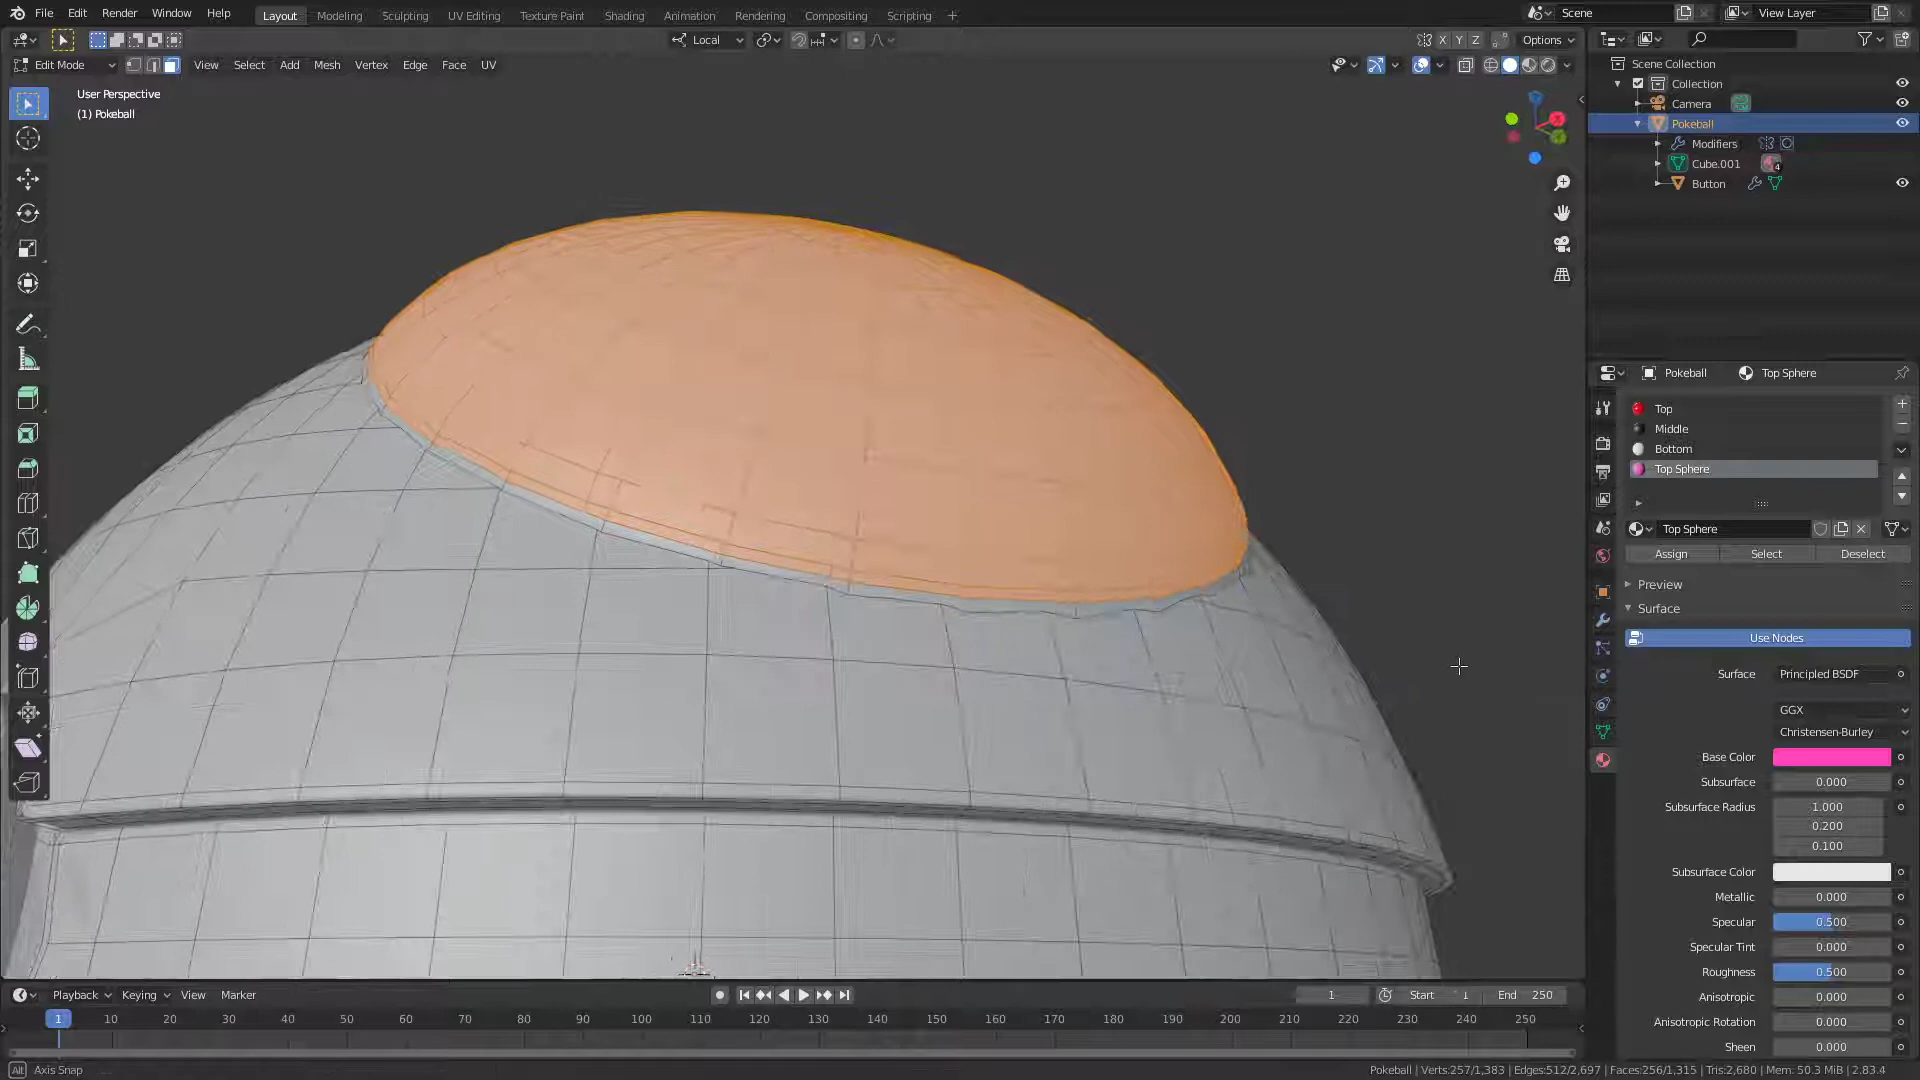 File Edit Render Window Help Layout Modeling Sculpting UV Editing Texture Paint Shading Animation Rendering Compositing Scripting + Scene View Layer
Local X Y Z Options
Edit Mode View Select Add Mesh Vertex Edge Face UV
User Perspective
(1) Pokeball
Scene Collection
Collection
Camera
Pokeball
Modifiers
Cube.001 4
Button
Pokeball Top Sphere
Top
Middle
Bottom
Top Sphere
Top Sphere
Assign Select Deselect
Preview
Surface
Use Nodes
Surface Principled BSDF
GGX
Christensen-Burley
Base Color
Subsurface 0.000
Subsurface Radius 1.000
0.200
0.100
Subsurface Color
Metallic 0.000
Specular 0.500
Specular Tint 0.000
Roughness 0.500
Anisotropic 0.000
Anisotropic Rotation 0.000
Sheen 0.000
Playback Keying View Marker 1 Start 1 End 250
1 10 20 30 40 50 60 70 80 90 100 110 120 130 140 150 160 170 180 190 200 210 220 230 240 250
Alt Axis Snap Pokeball | Verts:257/1,383 | Edges:512/2,697 | Faces:256/1,315 | Tris:2,680 | Mem: 50.3 MiB | 2.83.4